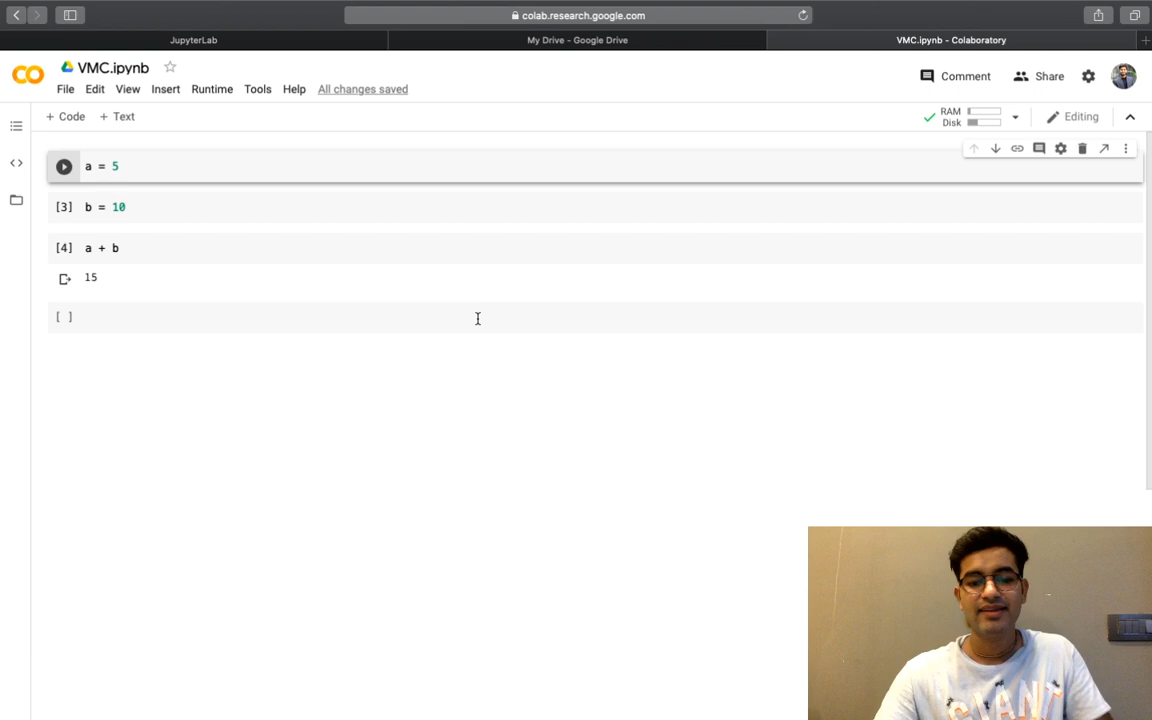 colab.research.google.com
JupyterLab
My Drive - Google Drive
VMC.ipynb - Colaboratory
CO
VMC.ipynb
Comment
Share
File Edit View Insert Runtime Tools Help All changes saved
+ Code + Text
RAM
Disk
Editing
a = 5
[3] b = 10
[4] a + b
15
[ ]
GIANT